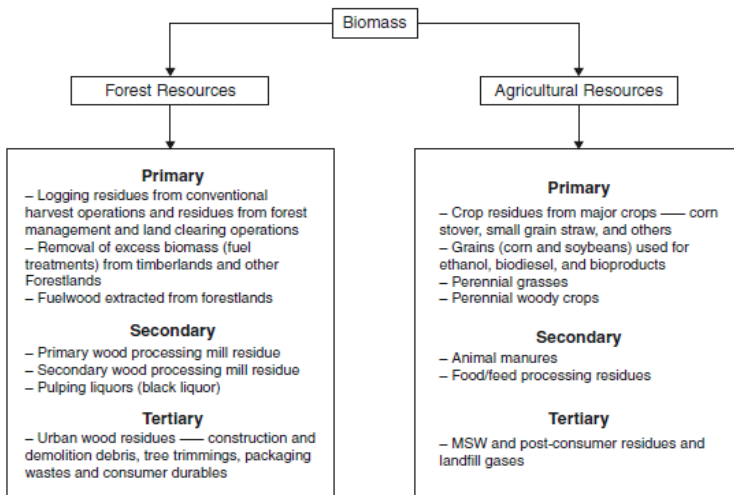 Biomass
Forest Resources
Agricultural Resources
Primary
– Logging residues from conventional
harvest operations and residues from forest
management and land clearing operations
– Removal of excess biomass (fuel
treatments) from timberlands and other
Forestlands
– Fuelwood extracted from forestlands
Secondary
– Primary wood processing mill residue
– Secondary wood processing mill residue
– Pulping liquors (black liquor)
Tertiary
– Urban wood residues — construction and
demolition debris, tree trimmings, packaging
wastes and consumer durables
Primary
– Crop residues from major crops — corn
stover, small grain straw, and others
– Grains (corn and soybeans) used for
ethanol, biodiesel, and bioproducts
– Perennial grasses
– Perennial woody crops
Secondary
– Animal manures
– Food/feed processing residues
Tertiary
– MSW and post-consumer residues and
landfill gases